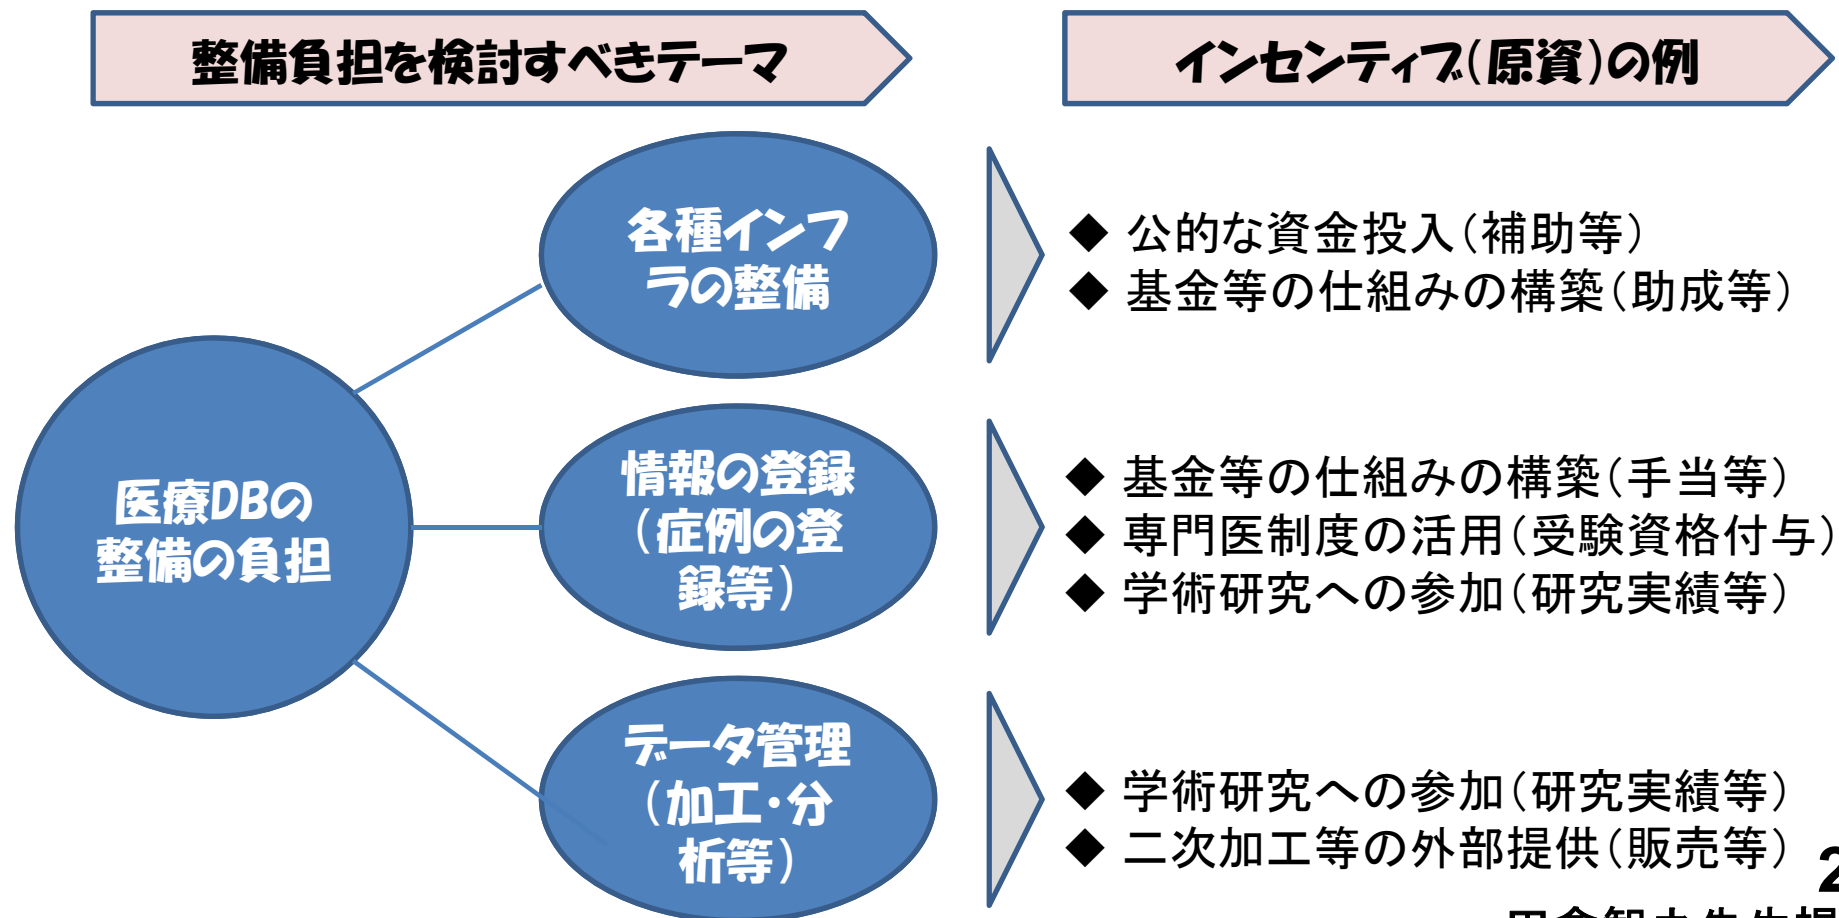 整備負担を検討すべきテーマ
インセンティブ(原資)の例
医療DBの
整備の負担
各種インフ
ラの整備
◆ 公的な資金投入(補助等)
◆ 基金等の仕組みの構築(助成等)
情報の登録
(症例の登
録等)
◆ 基金等の仕組みの構築(手当等)
◆ 専門医制度の活用(受験資格付与)
◆ 学術研究への参加(研究実績等)
データ管理
(加工・分
析等)
◆ 学術研究への参加(研究実績等)
◆ 二次加工等の外部提供(販売等)
2